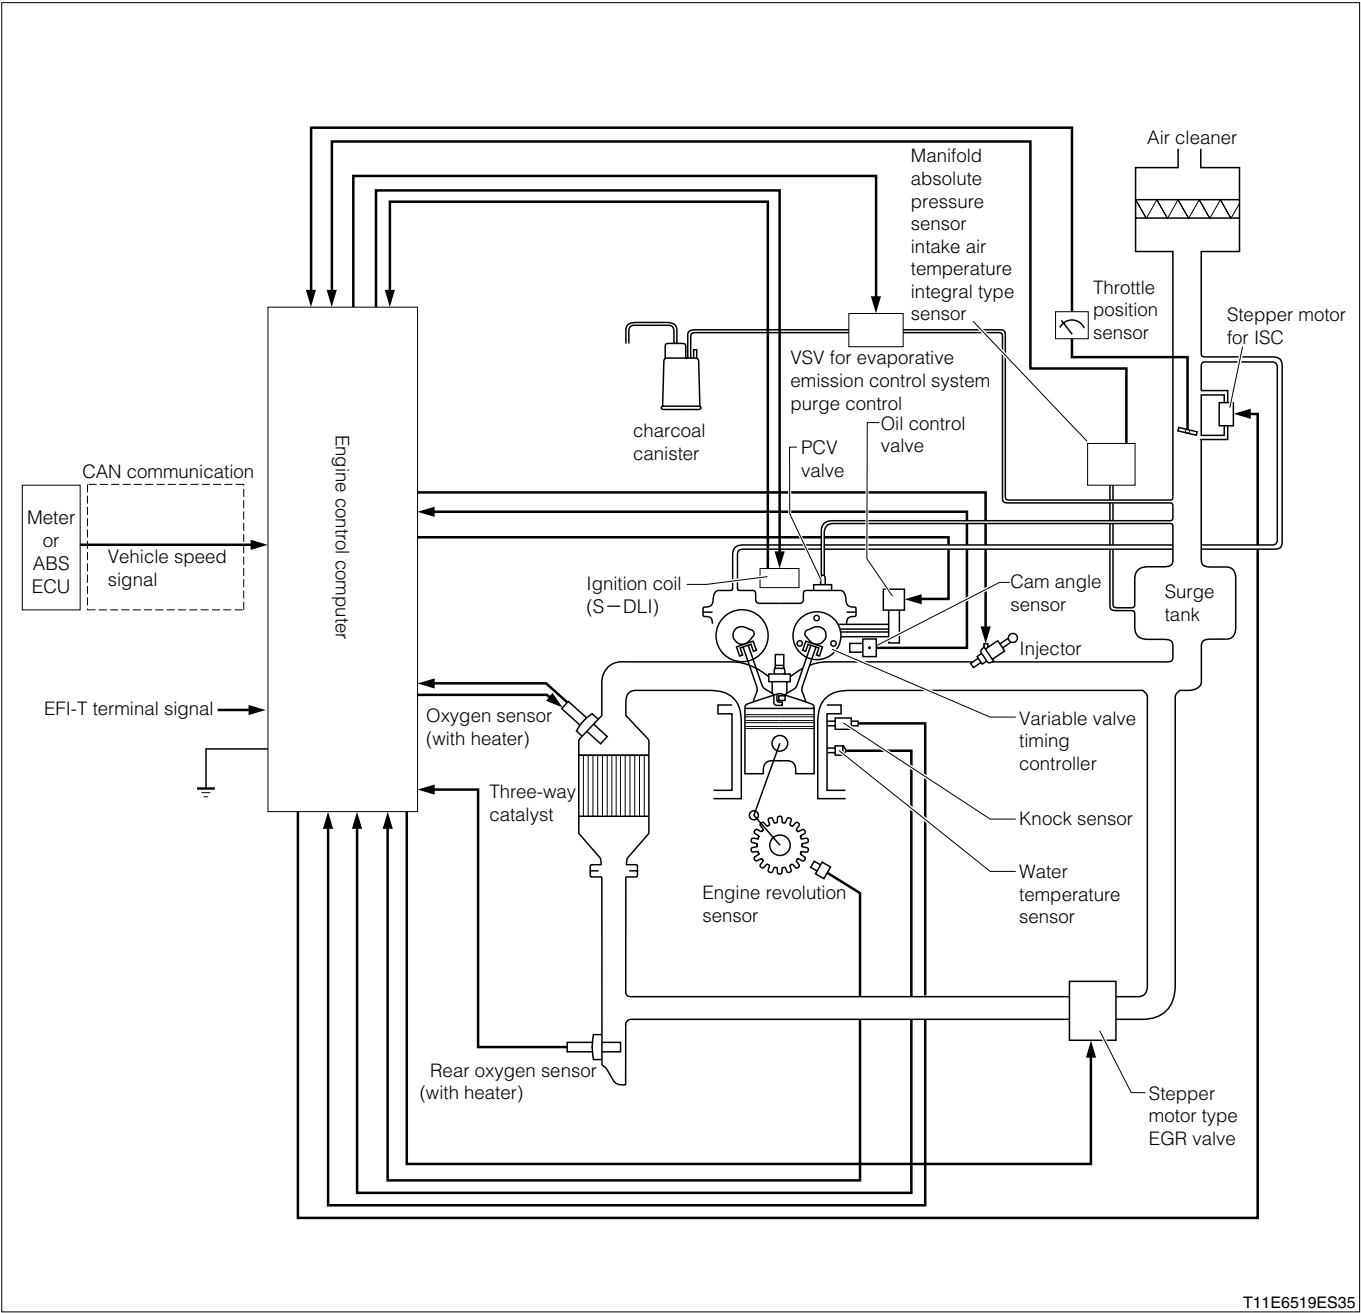 Air cleaner
Manifold
absolute
pressure
sensor
intake air
temperature
integral type
sensor
Throttle
position
sensor
Stepper motor
for ISC
VSV for evaporative
emission control system
purge control
charcoal
canister
Oil control
valve
PCV
valve
Engine control computer
CAN communication
Meter
or
ABS
ECU
Vehicle speed
signal
Ignition coil
(S−DLI)
Cam angle
sensor
Surge
tank
Injector
EFI-T terminal signal
Oxygen sensor
(with heater)
Variable valve
timing
controller
Three-way
catalyst
Knock sensor
Water
temperature
sensor
Engine revolution
sensor
Rear oxygen sensor
(with heater)
Stepper
motor type
EGR valve
T11E6519ES35